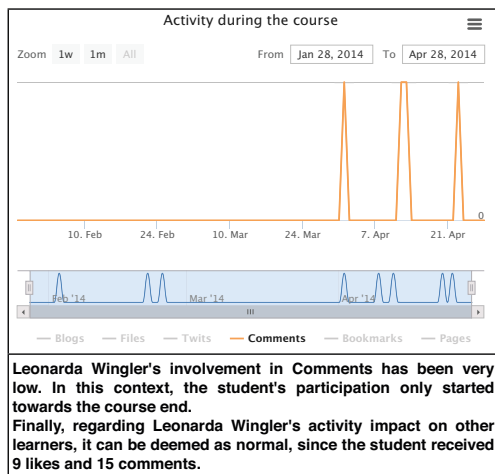 Activity during the course
Zoom 1w 1m All From Jan 28, 2014 To Apr 28, 2014
0
10. Feb 24. Feb 10. Mar 24. Mar 7. Apr 21. Apr
Feb '14 Mar '14 Apr '14
Blogs Files Twits Comments Bookmarks Pages
Leonarda Wingler's involvement in Comments has been very
low. In this context, the student's participation only started
towards the course end.
Finally, regarding Leonarda Wingler's activity impact on other
learners, it can be deemed as normal, since the student received
9 likes and 15 comments.